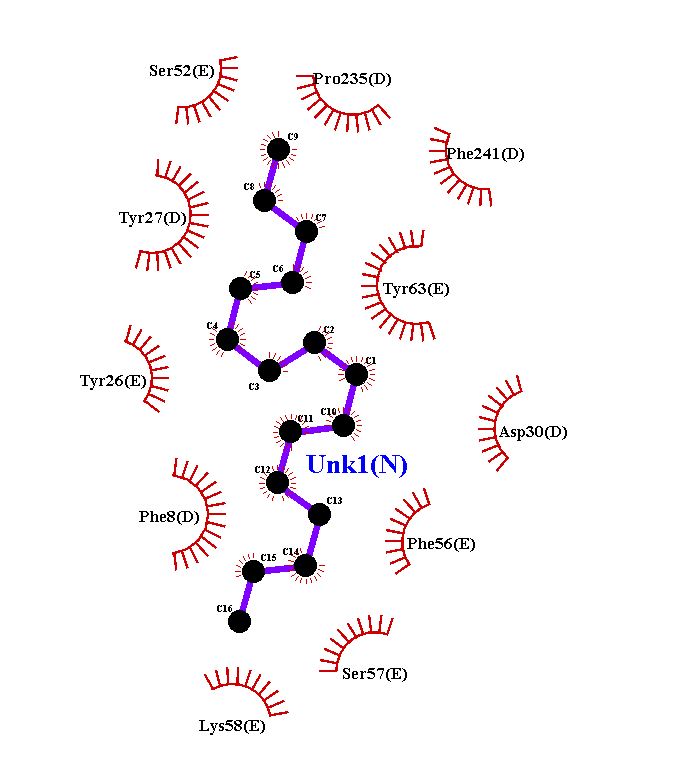 Ser52(E)
Pro235(D)
C9
Phe241(D)
C8
Tyr27(D)
C7
C5
C6
Tyr63(E)
C4
C2
C1
C3
Tyr26(E)
C11
C10
Asp30(D)
Unk1(N)
C12
C13
Phe8(D)
Phe56(E)
C15
C14
C16
Ser57(E)
Lys58(E)